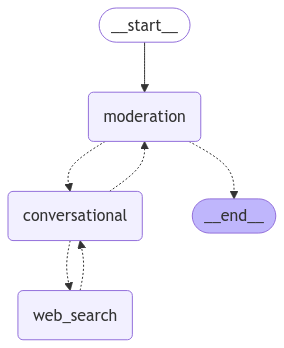 __start__
moderation
conversational
__end__
web_search